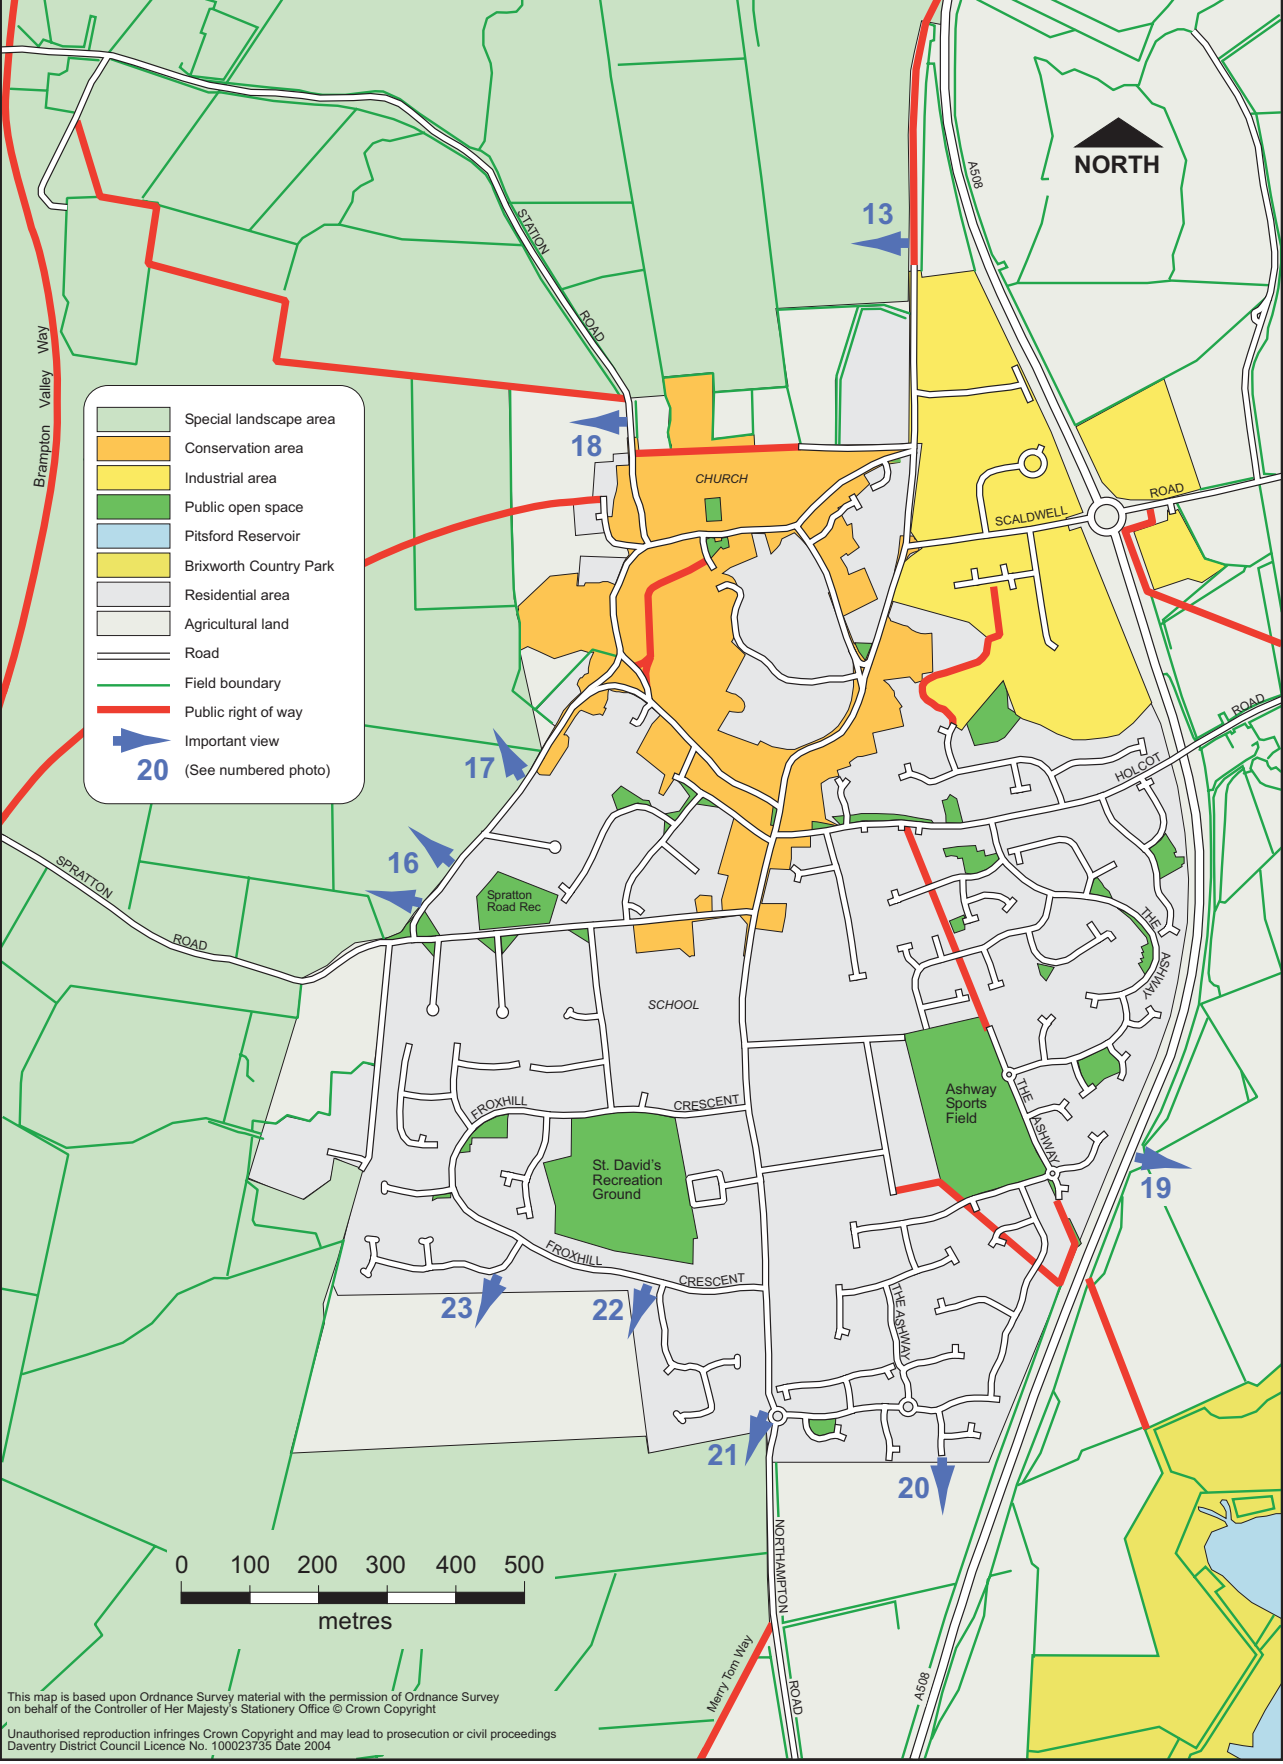 NORTH
A508
13
STATION
ROAD
Brampton Valley Way
18
Special landscape area
Conservation area
Industrial area
Public open space
Pitsford Reservoir
Brixworth Country Park
Residential area
Agricultural land
Road
Field boundary
Public right of way
Important view
20 (See numbered photo)
CHURCH
SCALDWELL
ROAD
ROAD
HOLCOT
17
16
SPRATTON
ROAD
Spratton
Road Rec
THE
ASHWAY
SCHOOL
FROXHILL
CRESCENT
Ashway
Sports
Field
THE
ASHWAY
St. David's
Recreation
Ground
19
FROXHILL
CRESCENT
23
22
THE ASHWAY
21
20
NORTHAMPTON
ROAD
Merry Tom Way
A508
0 100 200 300 400 500
metres
This map is based upon Ordnance Survey material with the permission of Ordnance Survey
on behalf of the Controller of Her Majesty's Stationery Office © Crown Copyright
Unauthorised reproduction infringes Crown Copyright and may lead to prosecution or civil proceedings
Daventry District Council Licence No. 100023735 Date 2004